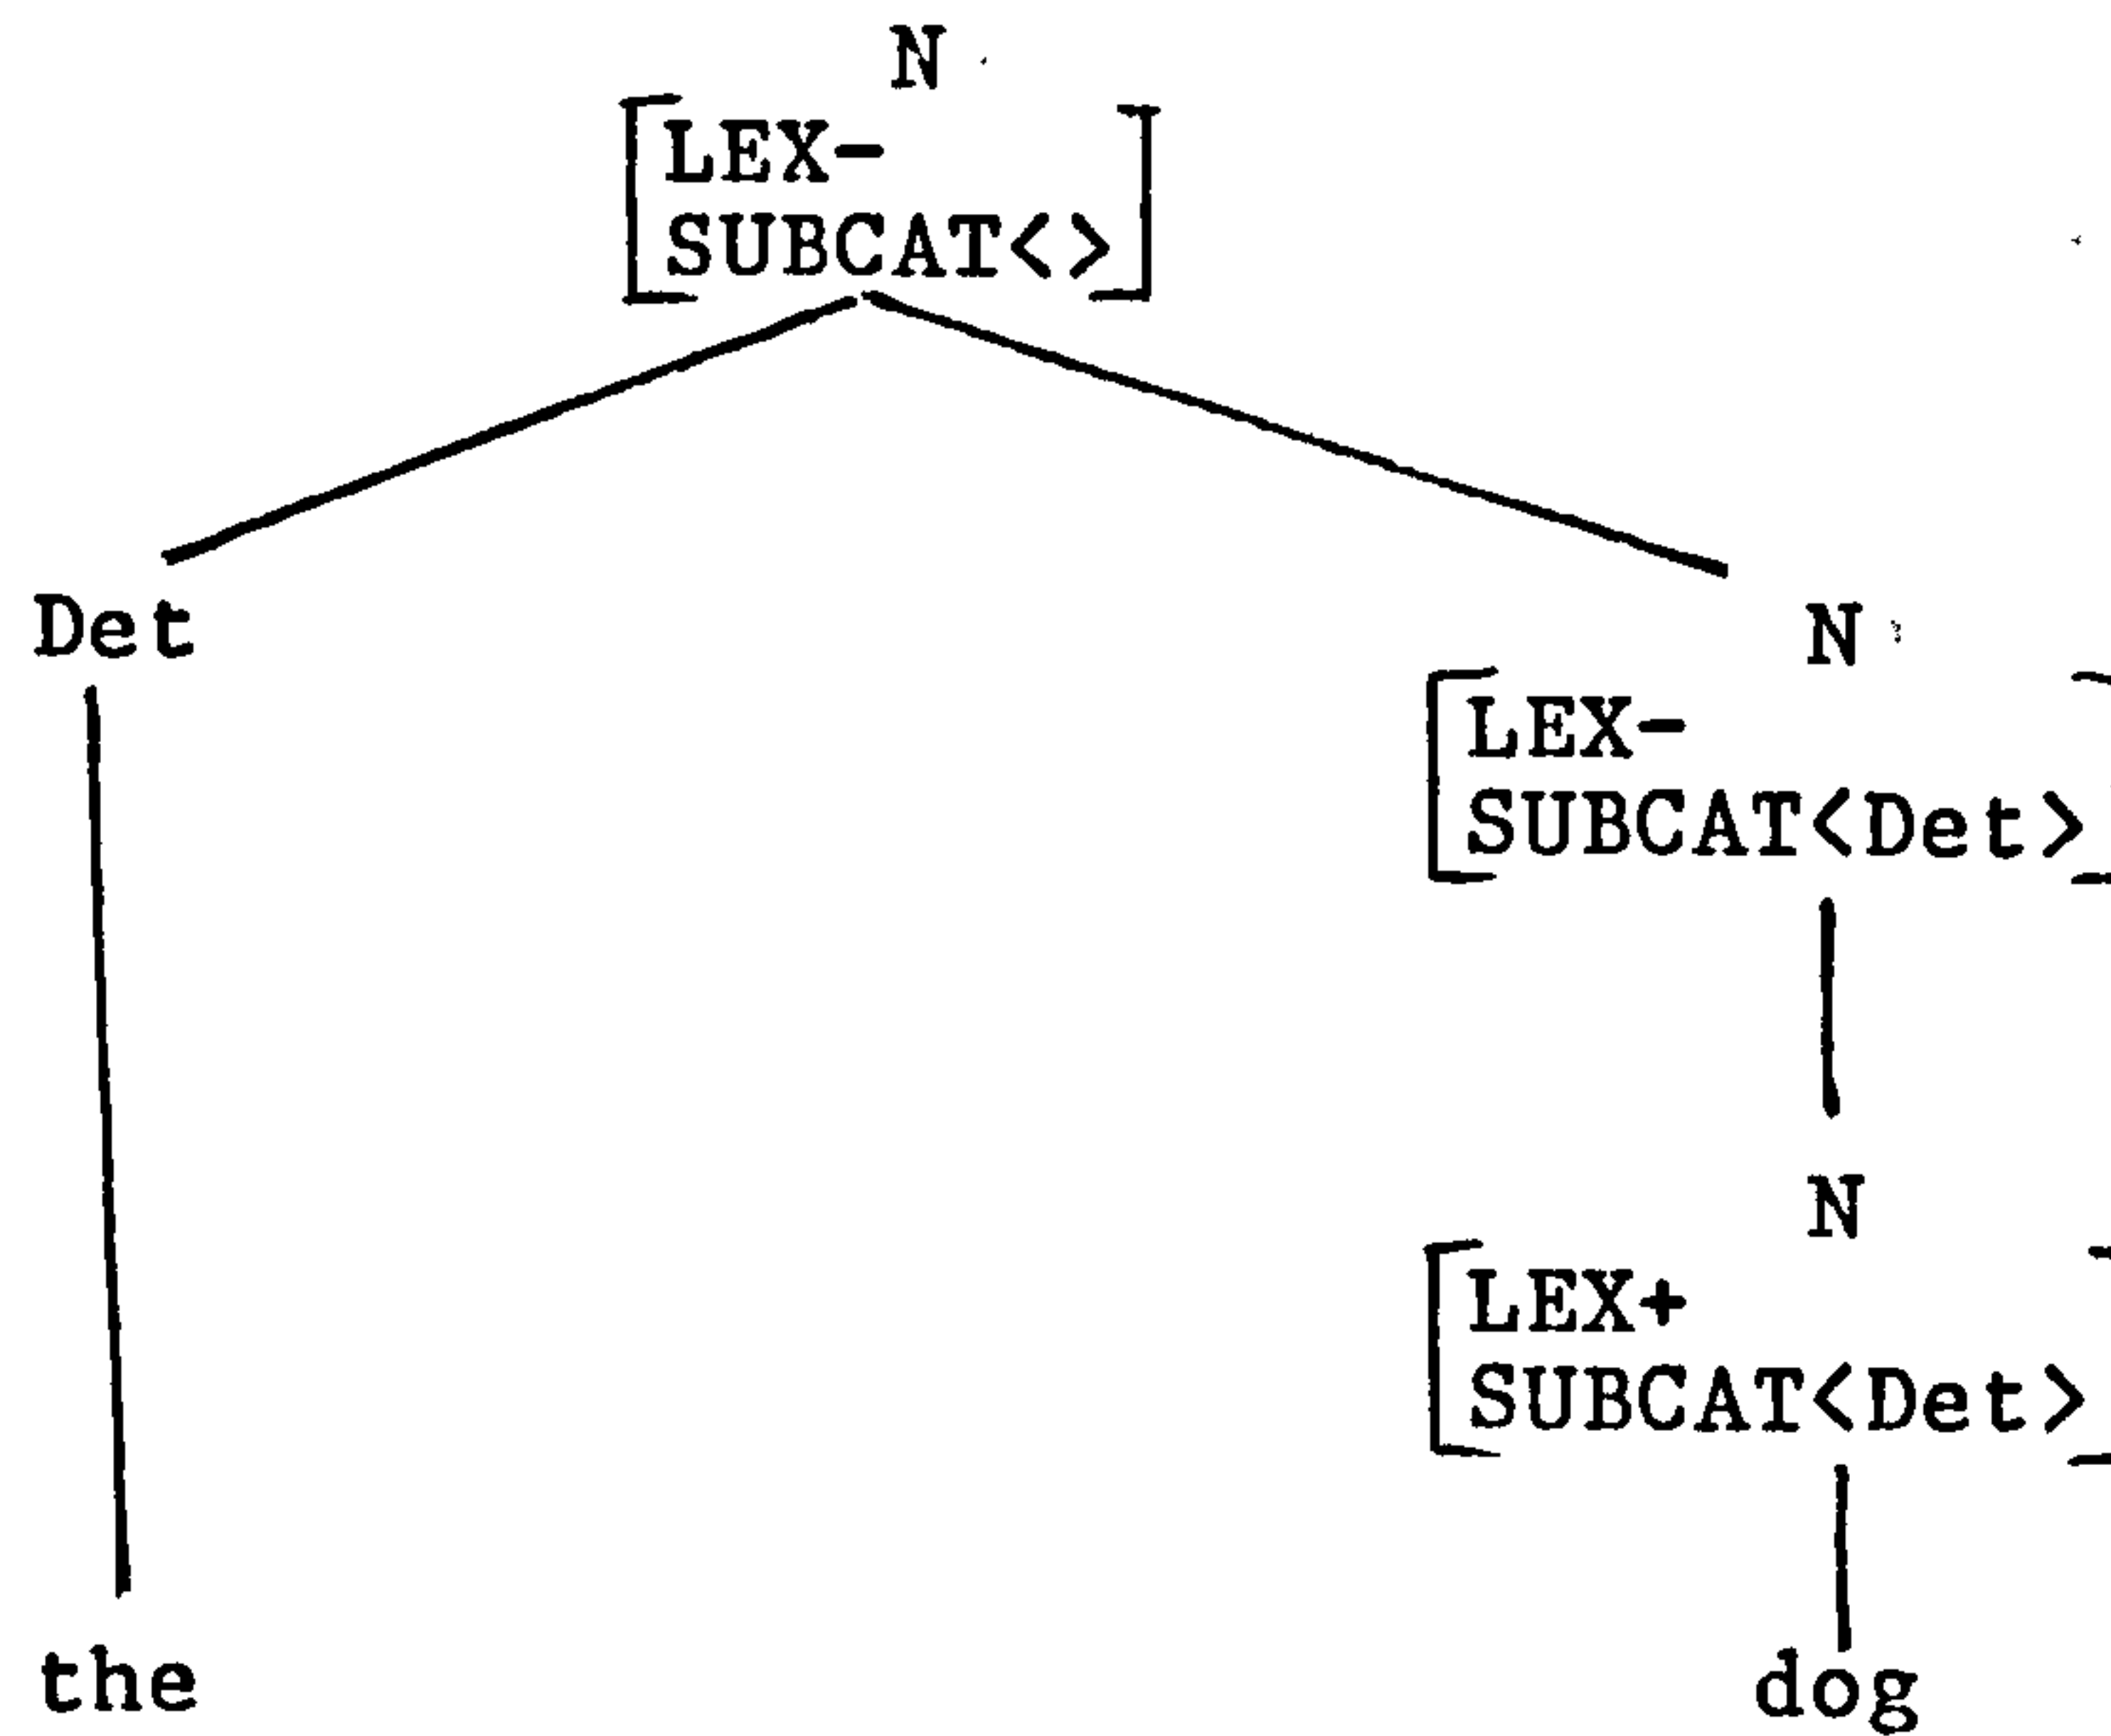 N
LEX-
SUBCAT<>
Det
N
LEX-
SUBCAT<Det>
N
LEX+
SUBCAT<Det>
the
dog